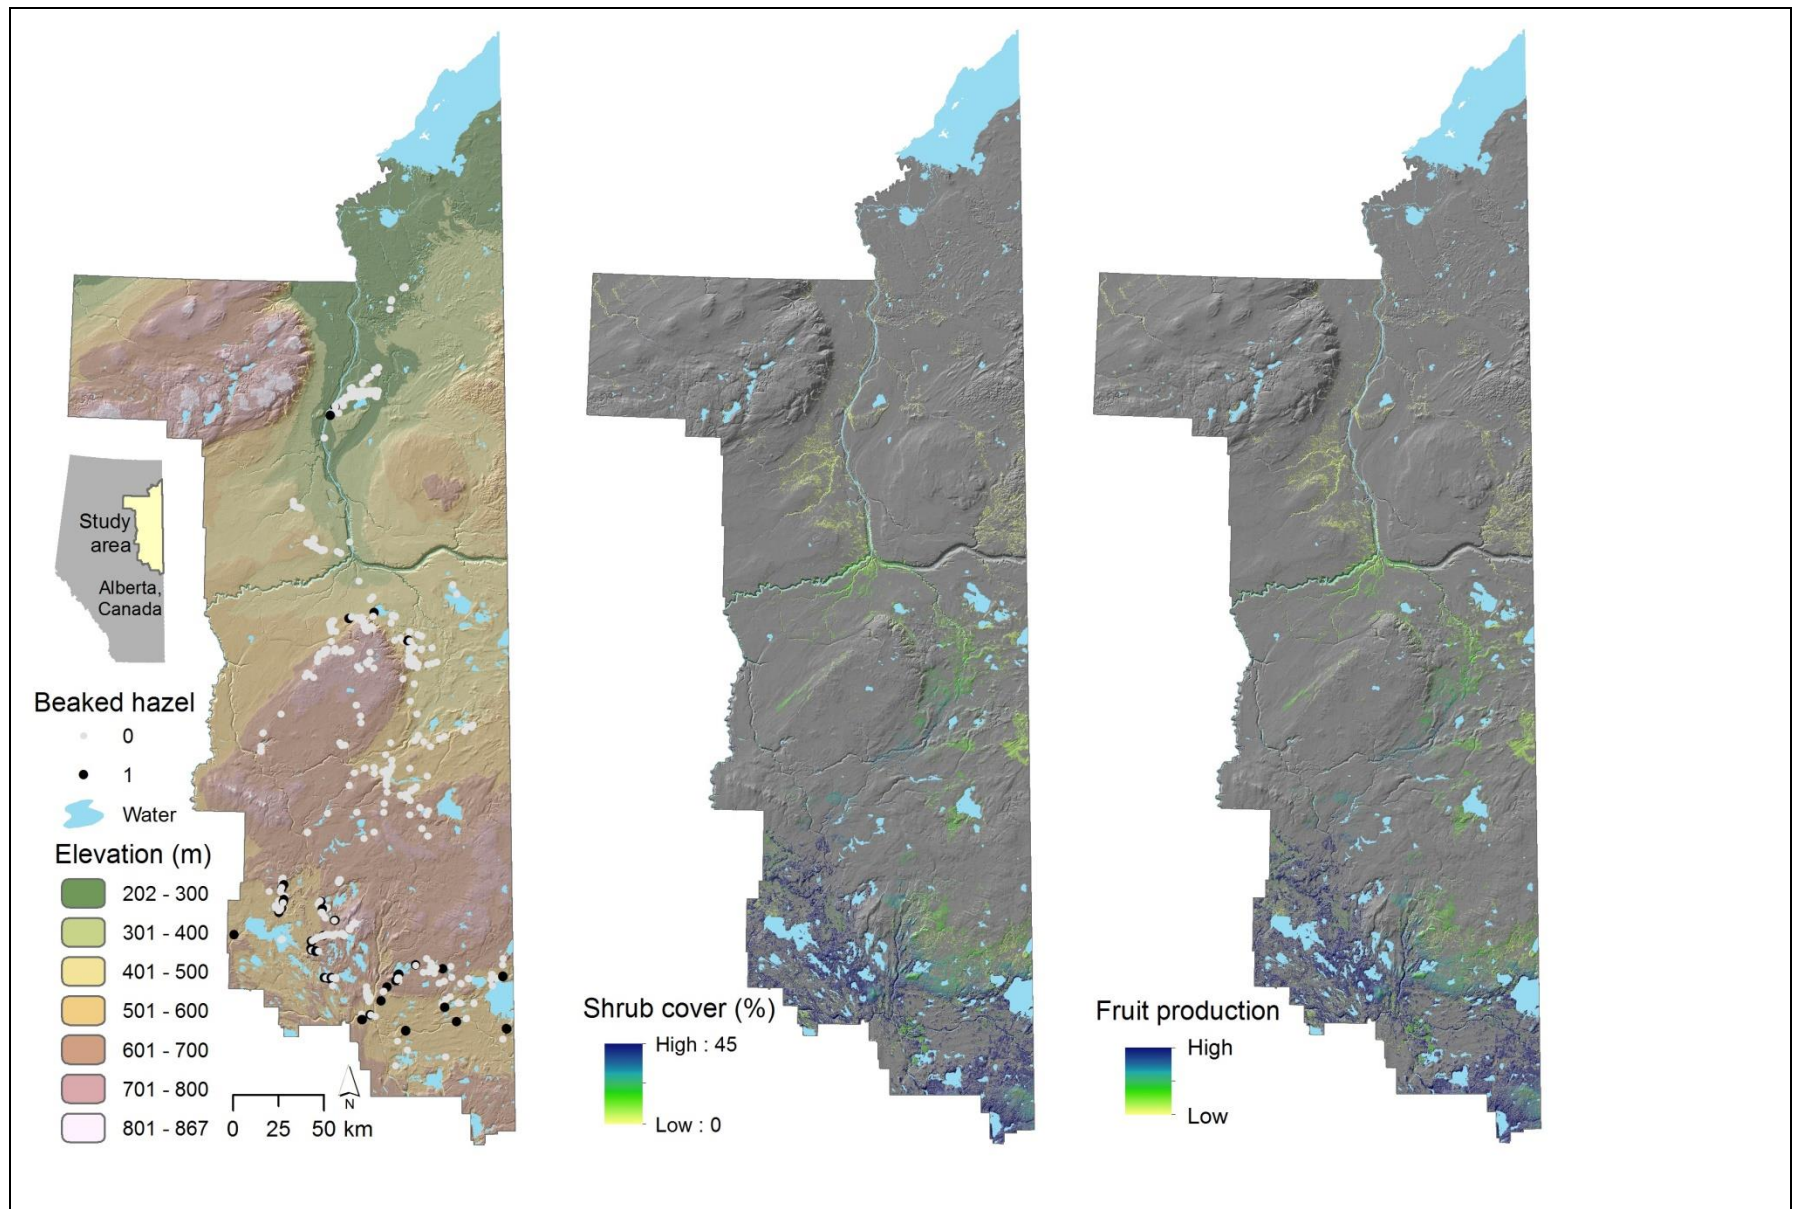 Study
area
Alberta,
Canada
Beaked hazel
0
1
Water
Elevation (m)
202 - 300
301 - 400
401 - 500
501 - 600
601 - 700
701 - 800
801 - 867
N
0 25 50 km
Shrub cover (%)
High : 45
Low : 0
Fruit production
High
Low